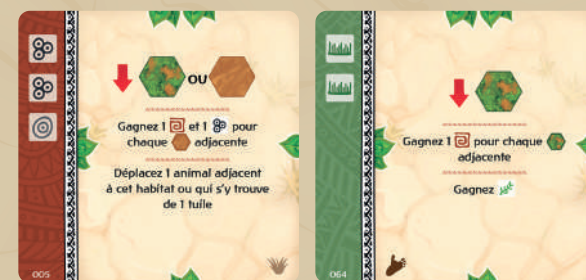 OU
Gagnez 1 et 1 pour
chaque adjacente
Déplacez 1 animal adjacent
à cet habitat ou qui s'y trouve
de 1 tuile
005
Gagnez 1 pour chaque
adjacente
Gagnez
064